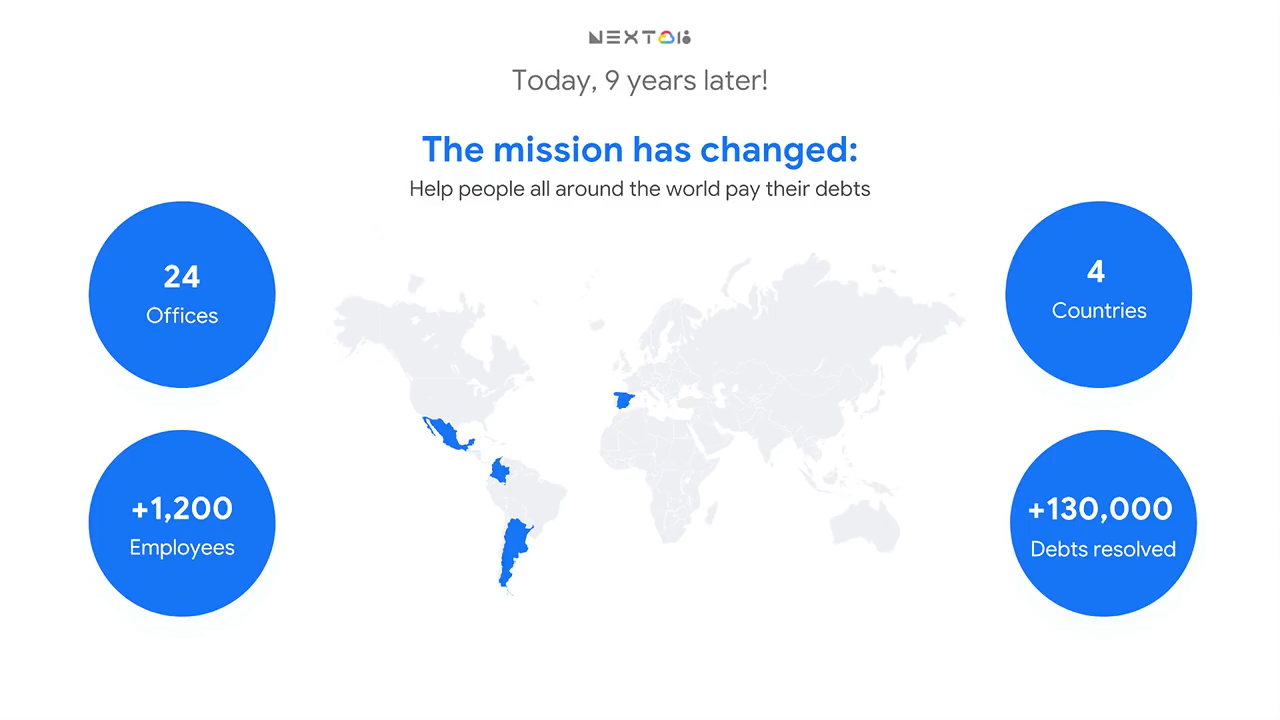 NEXT18
Today, 9 years later!
The mission has changed:
Help people all around the world pay their debts
24
Offices
4
Countries
+1,200
Employees
+130,000
Debts resolved